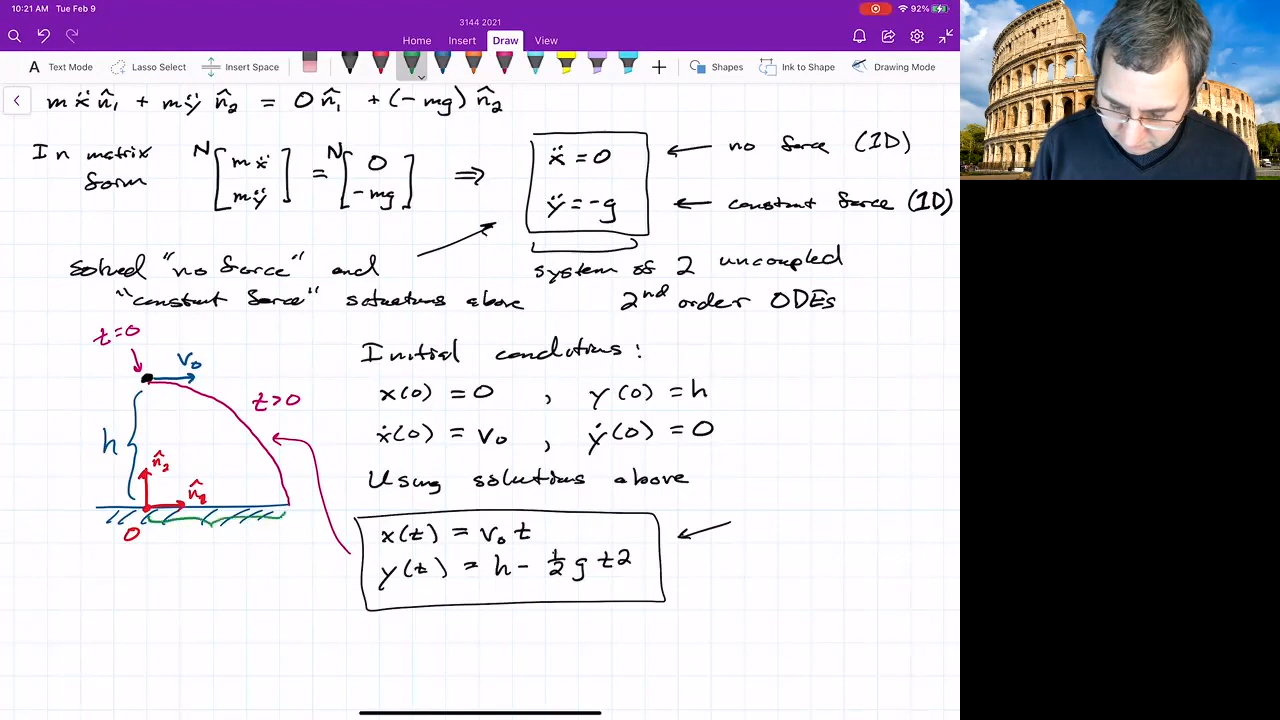 10:21 AM Tue Feb 9
92%
3144 2021
Home Insert Draw View
A Text Mode Lasso Select Insert Space Shapes Ink to Shape Drawing Mode
mẍ n̂₁ + mÿ n̂₂ = 0 n̂₁ + (-mg) n̂₂
In matrix form
N[mẍ mÿ] = N[0 -mg] ⇒
ẍ = 0 ← no force (1D)
ÿ = -g ← constant force (1D)
solved "no force" and
"constant force" solutions above
system of 2 uncoupled
2nd order ODEs
t=0
v₀
t>0
h
n̂₂
n̂₁
O
Initial conditions:
x(0) = 0 , y(0) = h
ẋ(0) = v₀ , ẏ(0) = 0
Using solutions above
x(t) = v₀ t
y(t) = h - ½ g t2